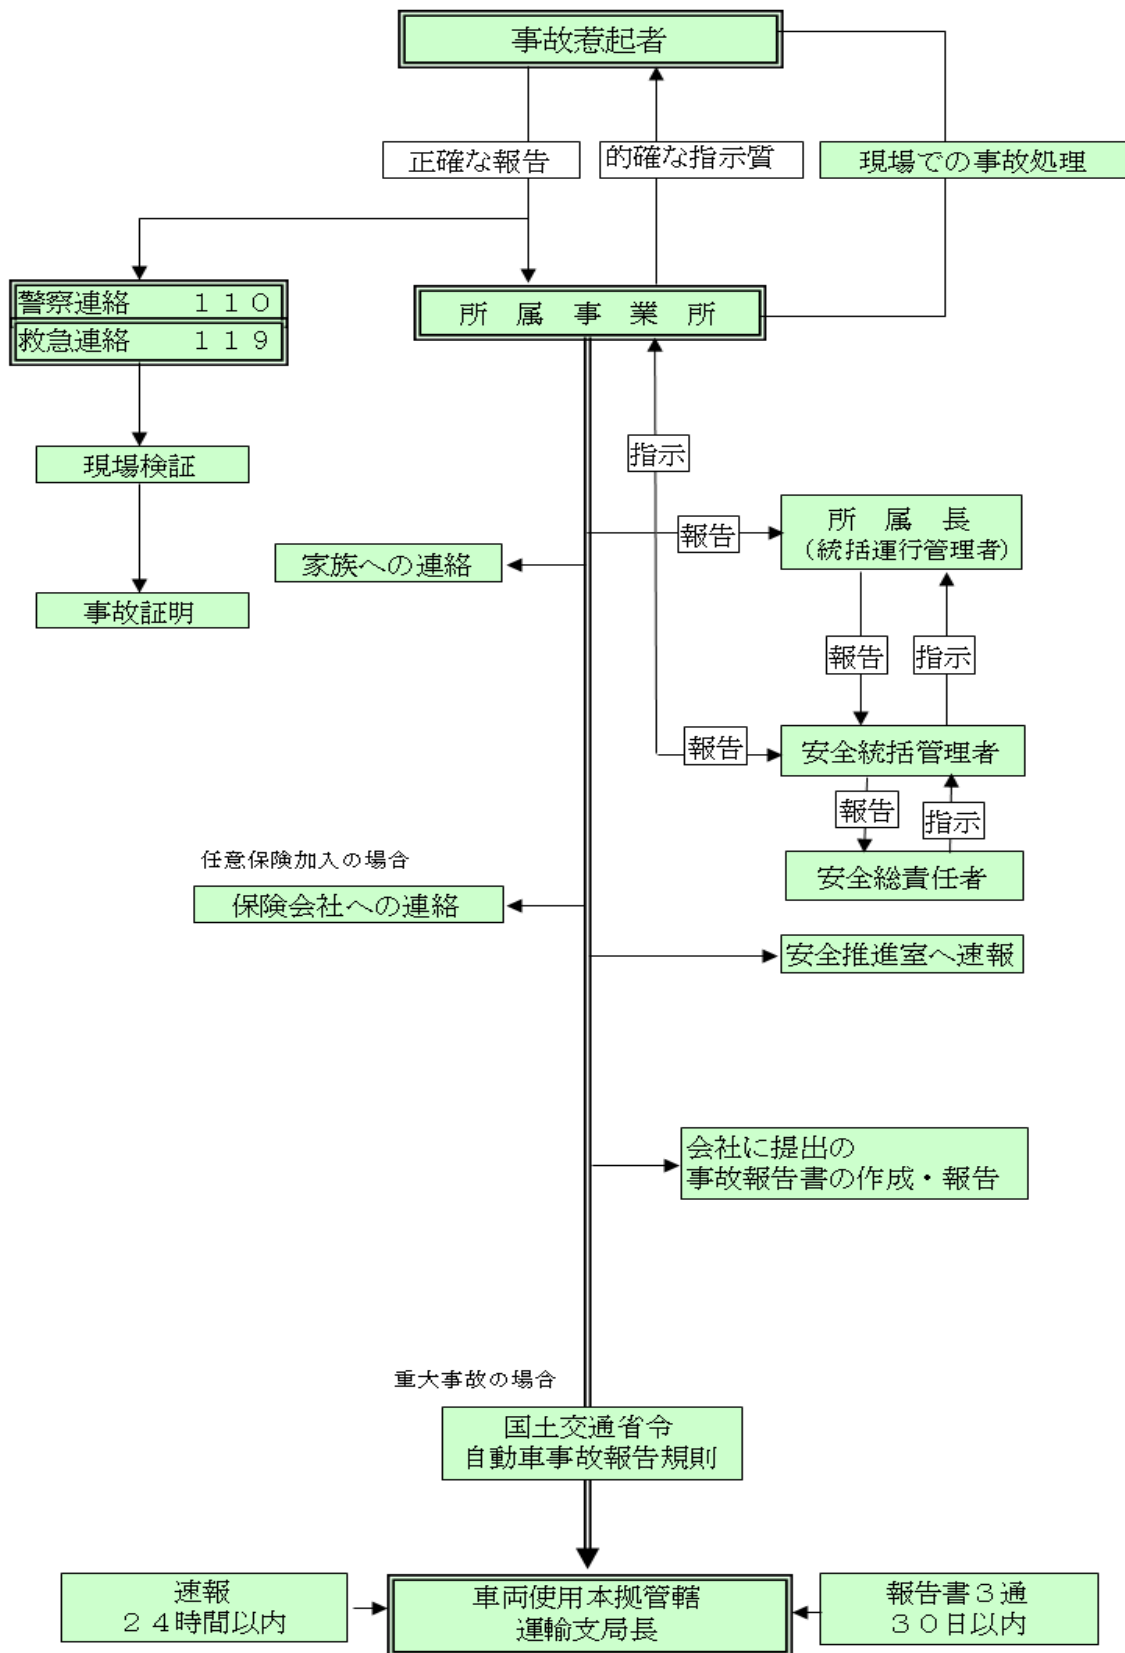 事故惹起者
正確な報告
的確な指示質
現場での事故処理
警察連絡　　１１０
救急連絡　　１１９
所　属　事　業　所
現場検証
指示
所　属　長
（統括運行管理者）
報告
家族への連絡
事故証明
報告
指示
報告
安全統括管理者
報告
指示
任意保険加入の場合
安全総責任者
保険会社への連絡
安全推進室へ速報
会社に提出の
事故報告書の作成・報告
重大事故の場合
国土交通省令
自動車事故報告規則
速報
２４時間以内
車両使用本拠管轄
運輸支局長
報告書３通
３０日以内